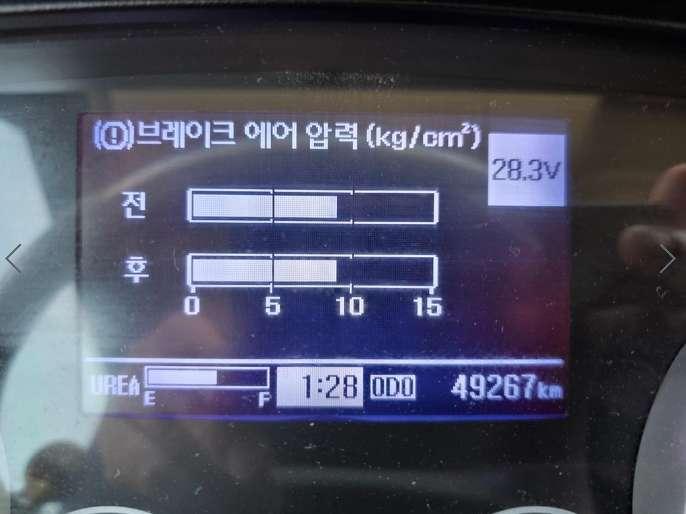 (!)브레이크 에어 압력 (kg/cm²)
28.3V
전
후
0 5 10 15
UREA E F 1:28 ODO 49267km